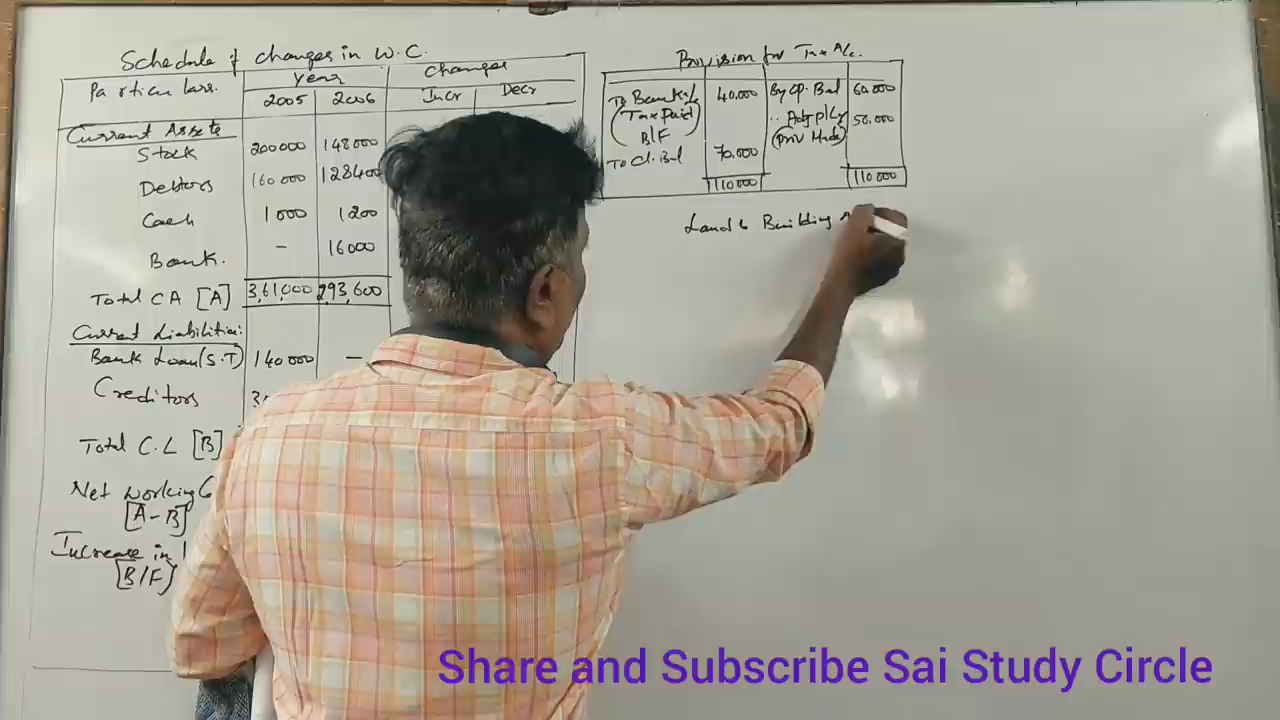 Schedule of changes in W.C.
Particulars. Year Changes
2005 2006 Incr Decr
Current Assets
Stock 200000 148000
Debtors 160000 128400
Cash 1000 1200
Bank. - 16000
Total CA [A] 3,61,000 293,600
Current Liabilities:
Bank Loan (S.T) 140000 -
Creditors
Total C.L [B]
Net working C
[A-B]
Increase in
[B/F]
Provision for Tax A/c.
To Bank A/c 40,000 By Op. Bal 60,000
(Tax Paid) .. Adj P/L 50,000
B/F (Prov Made)
To Cl. Bal 70,000
110000 110000
Land & Building
Share and Subscribe Sai Study Circle